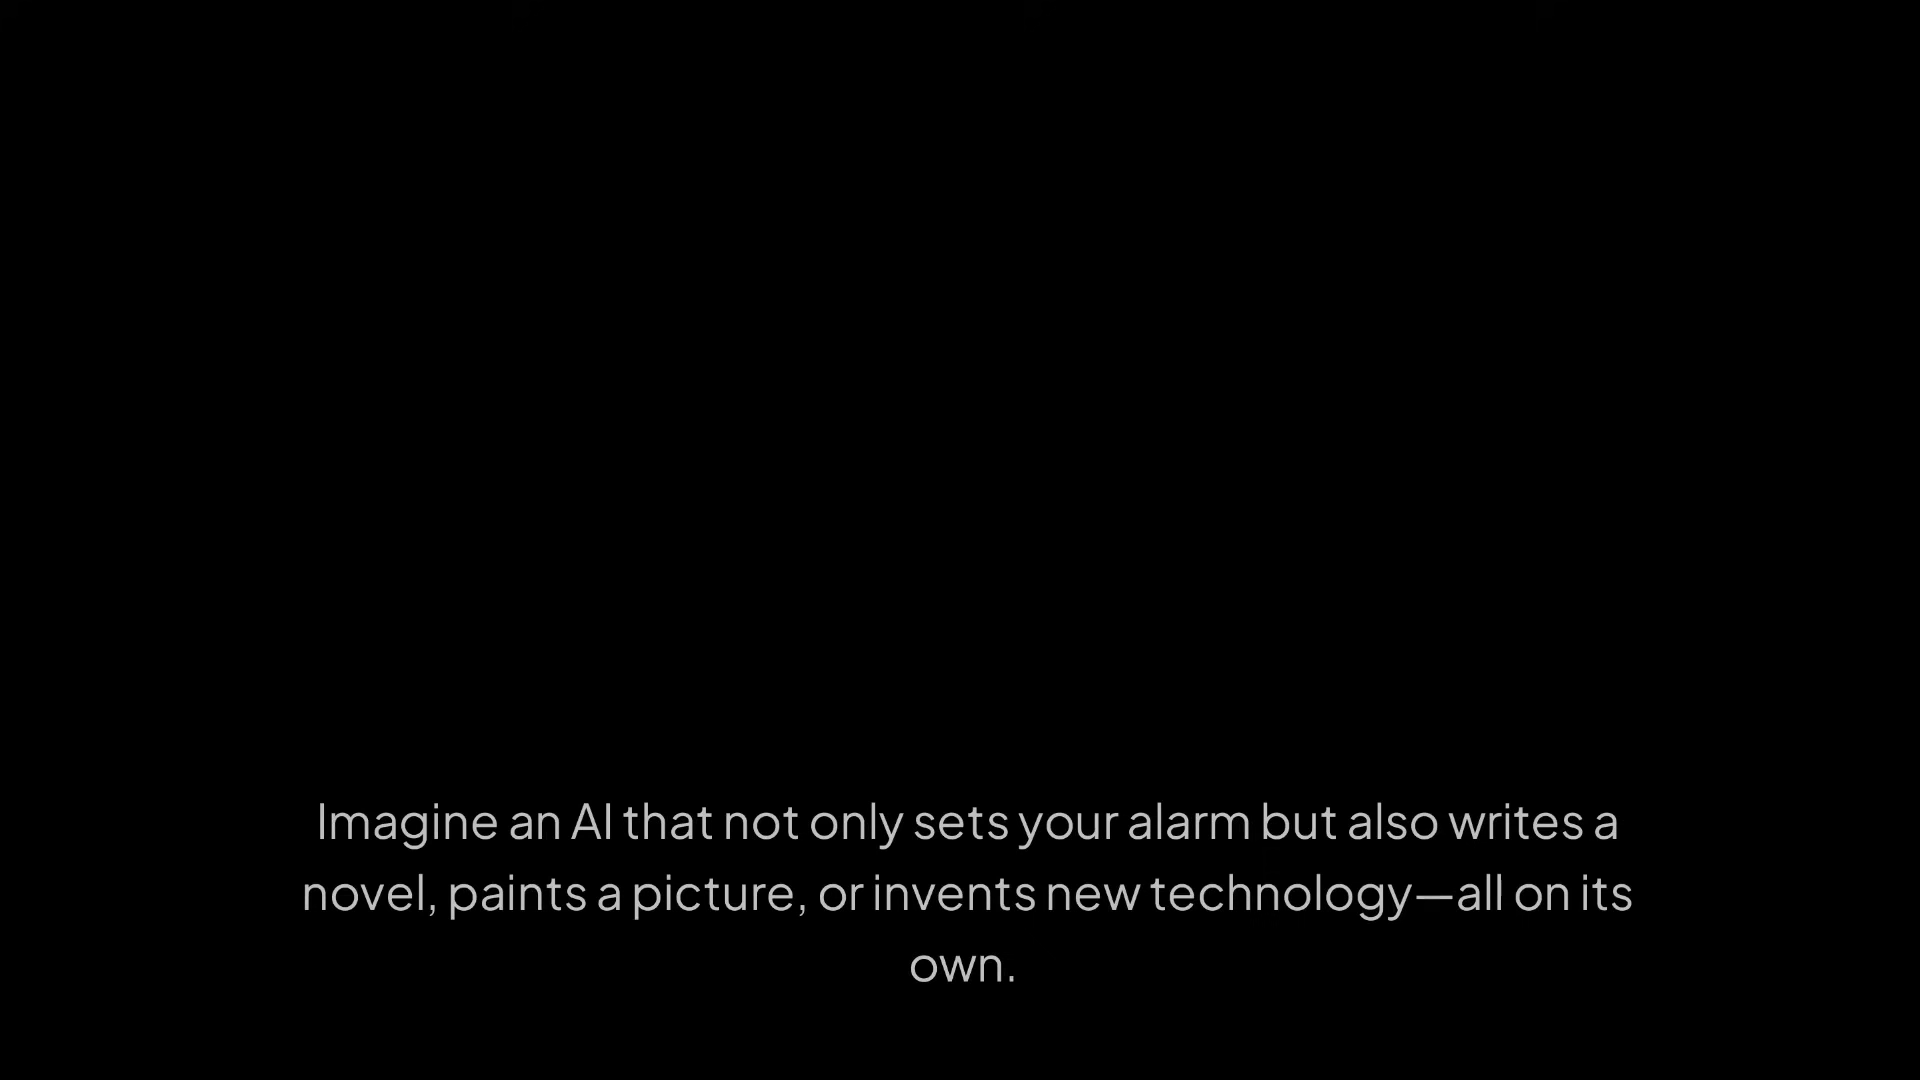 Imagine an AI that not only sets your alarm but also writes a
novel, paints a picture, or invents new technology—all on its
own.